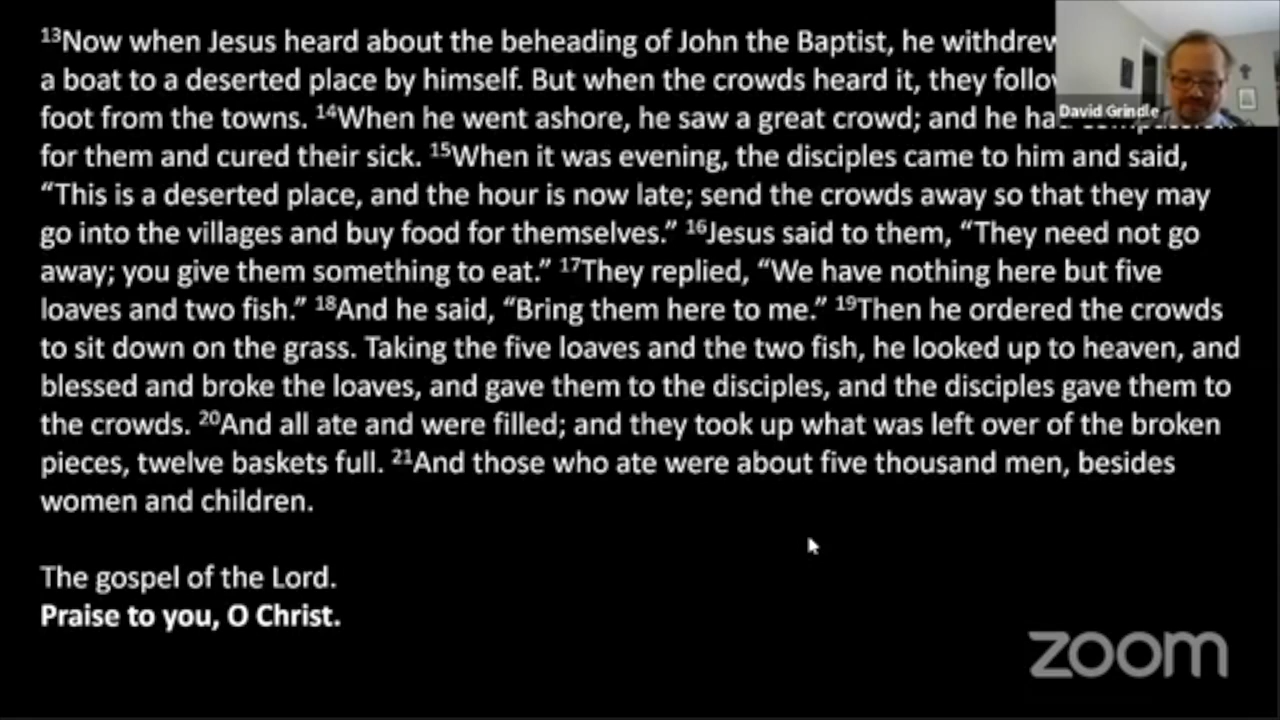 ¹³Now when Jesus heard about the beheading of John the Baptist, he withdrew
a boat to a deserted place by himself. But when the crowds heard it, they follow
foot from the towns. ¹⁴When he went ashore, he saw a great crowd; and he had
for them and cured their sick. ¹⁵When it was evening, the disciples came to him and said,
“This is a deserted place, and the hour is now late; send the crowds away so that they may
go into the villages and buy food for themselves.” ¹⁶Jesus said to them, “They need not go
away; you give them something to eat.” ¹⁷They replied, “We have nothing here but five
loaves and two fish.” ¹⁸And he said, “Bring them here to me.” ¹⁹Then he ordered the crowds
to sit down on the grass. Taking the five loaves and the two fish, he looked up to heaven, and
blessed and broke the loaves, and gave them to the disciples, and the disciples gave them to
the crowds. ²⁰And all ate and were filled; and they took up what was left over of the broken
pieces, twelve baskets full. ²¹And those who ate were about five thousand men, besides
women and children.
The gospel of the Lord.
Praise to you, O Christ.
David Grindle
zoom